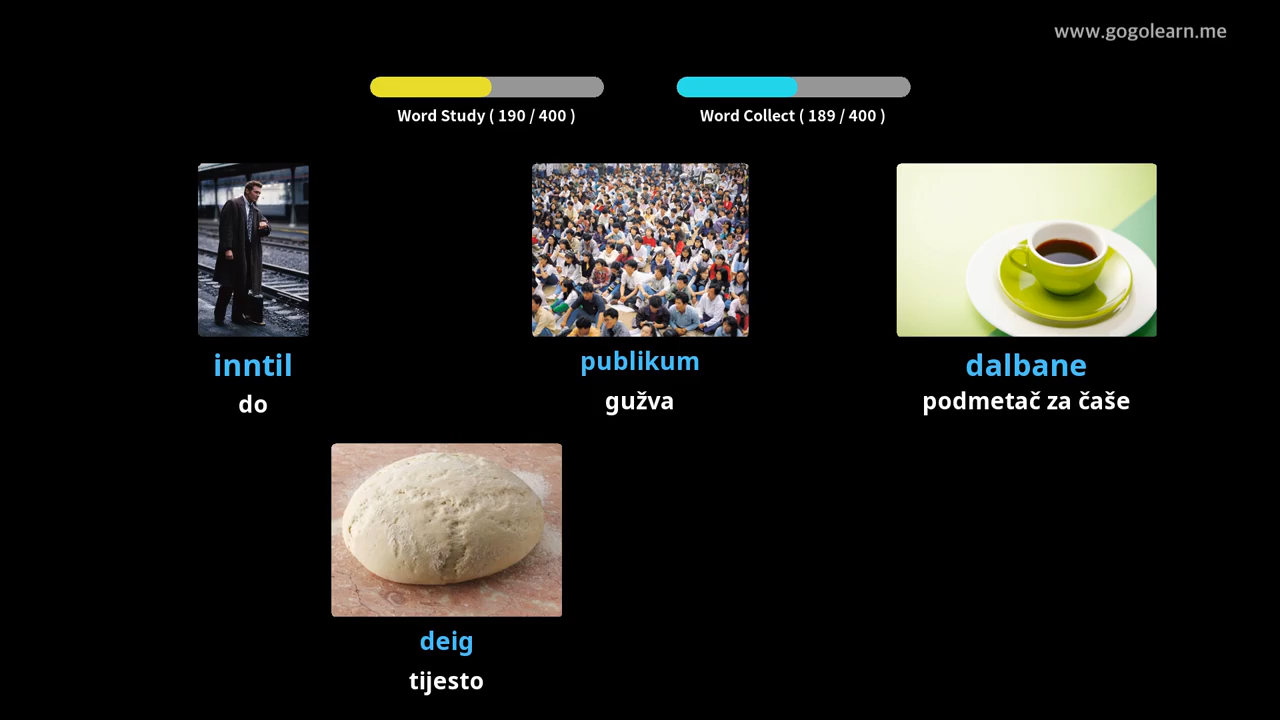 www.gogolearn.me
Word Study ( 190 / 400 )
Word Collect ( 189 / 400 )
inntil
do
publikum
gužva
dalbane
podmetač za čaše
deig
tijesto